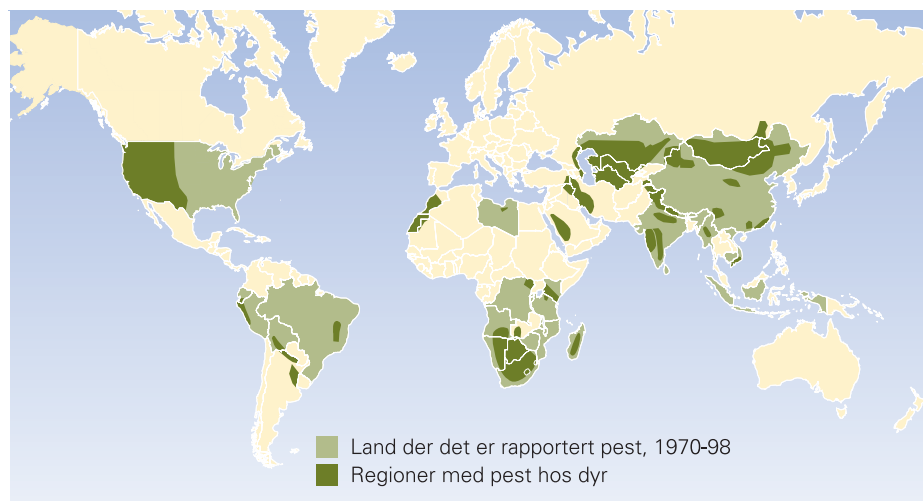 Land der det er rapportert pest, 1970-98
Regioner med pest hos dyr